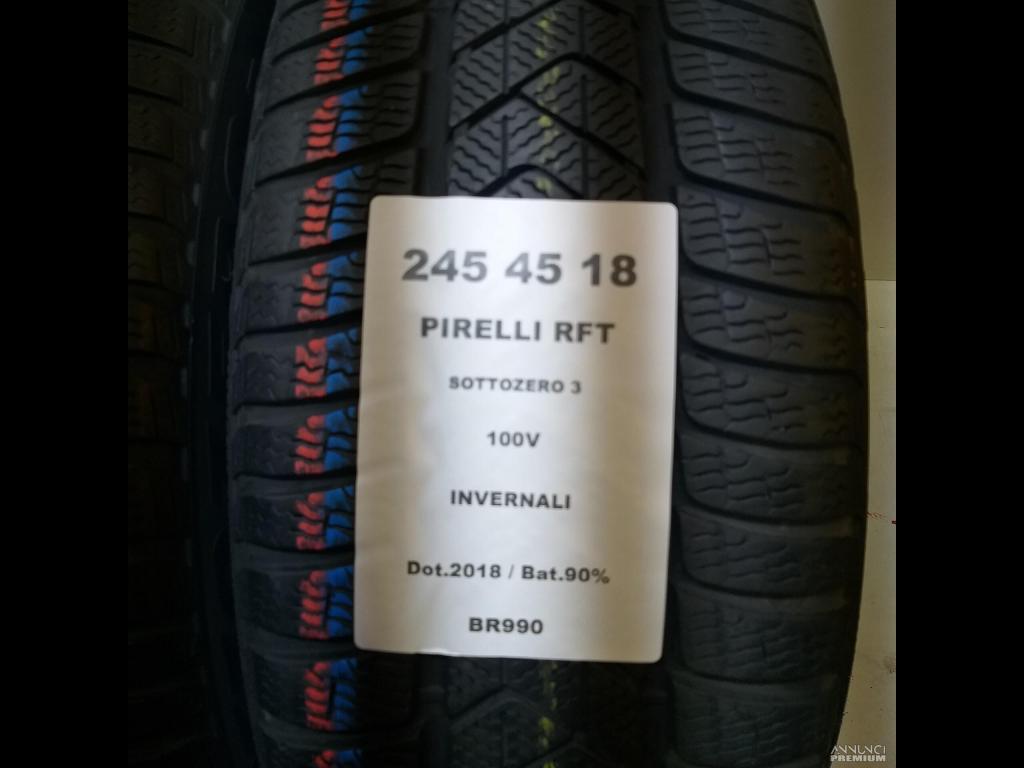 245 45 18
PIRELLI RFT
SOTTOZERO 3
100V
INVERNALI
Dot.2018 / Bat.90%
BR990
ANNUNCI
PREMIUM